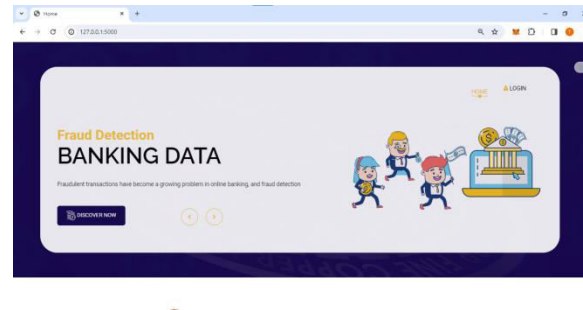 Home
127.0.0.1:5000
HOME
LOGIN
Fraud Detection
BANKING DATA
Fraudulent transactions have become a growing problem in online banking, and fraud detection
DISCOVER NOW